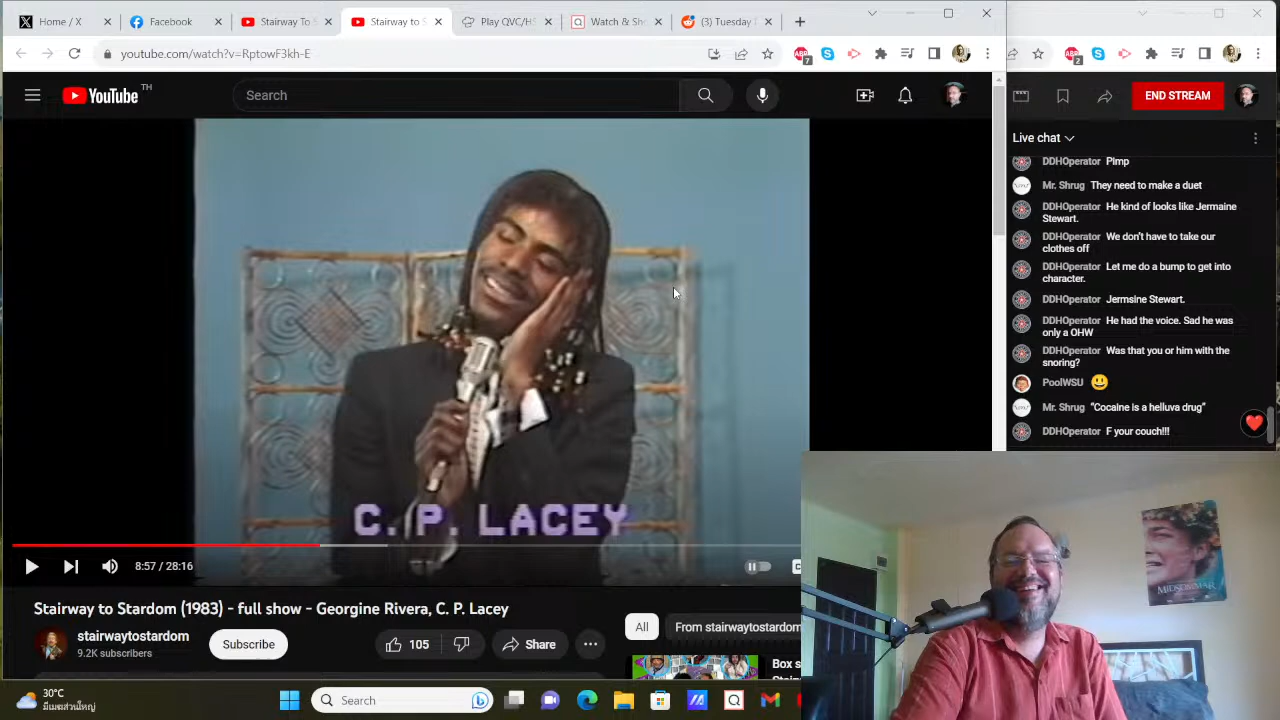 Home / X
Facebook
Stairway To S
Stairway to S
Play QVC/HS
Watch & Sh
(3) Tuesday F
youtube.com/watch?v=RptowF3kh-E
7
2
YouTube TH
Search
END STREAM
Live chat
DDHOperator PImp
Mr. Shrug They need to make a duet
DDHOperator He kind of looks like Jermaine
Stewart.
DDHOperator We don't have to take our
clothes off
DDHOperator Let me do a bump to get into
character.
DDHOperator Jermsine Stewart.
DDHOperator He had the voice. Sad he was
only a OHW
DDHOperator Was that you or him with the
snoring?
PoolWSU 😃
Mr. Shrug “Cocaine is a helluva drug”
DDHOperator F your couch!!!
C. P. LACEY
8:57 / 28:16
Stairway to Stardom (1983) - full show - Georgine Rivera, C. P. Lacey
stairwaytostardom
9.2K subscribers
Subscribe
105
Share
All
From stairwaytostardom
Box s
MIDSOMMAR
30°C
มีเมฆเป็นส่วนใหญ่
Search